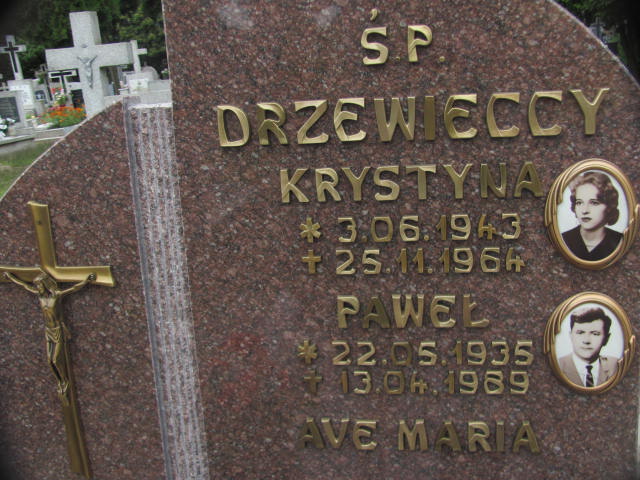 Ś.P.
DRZEWIECCY
KRYSTYNA
* 3.06.1943
† 25.11.1964
PAWEŁ
* 22.05.1935
† 13.04.1989
AVE MARIA